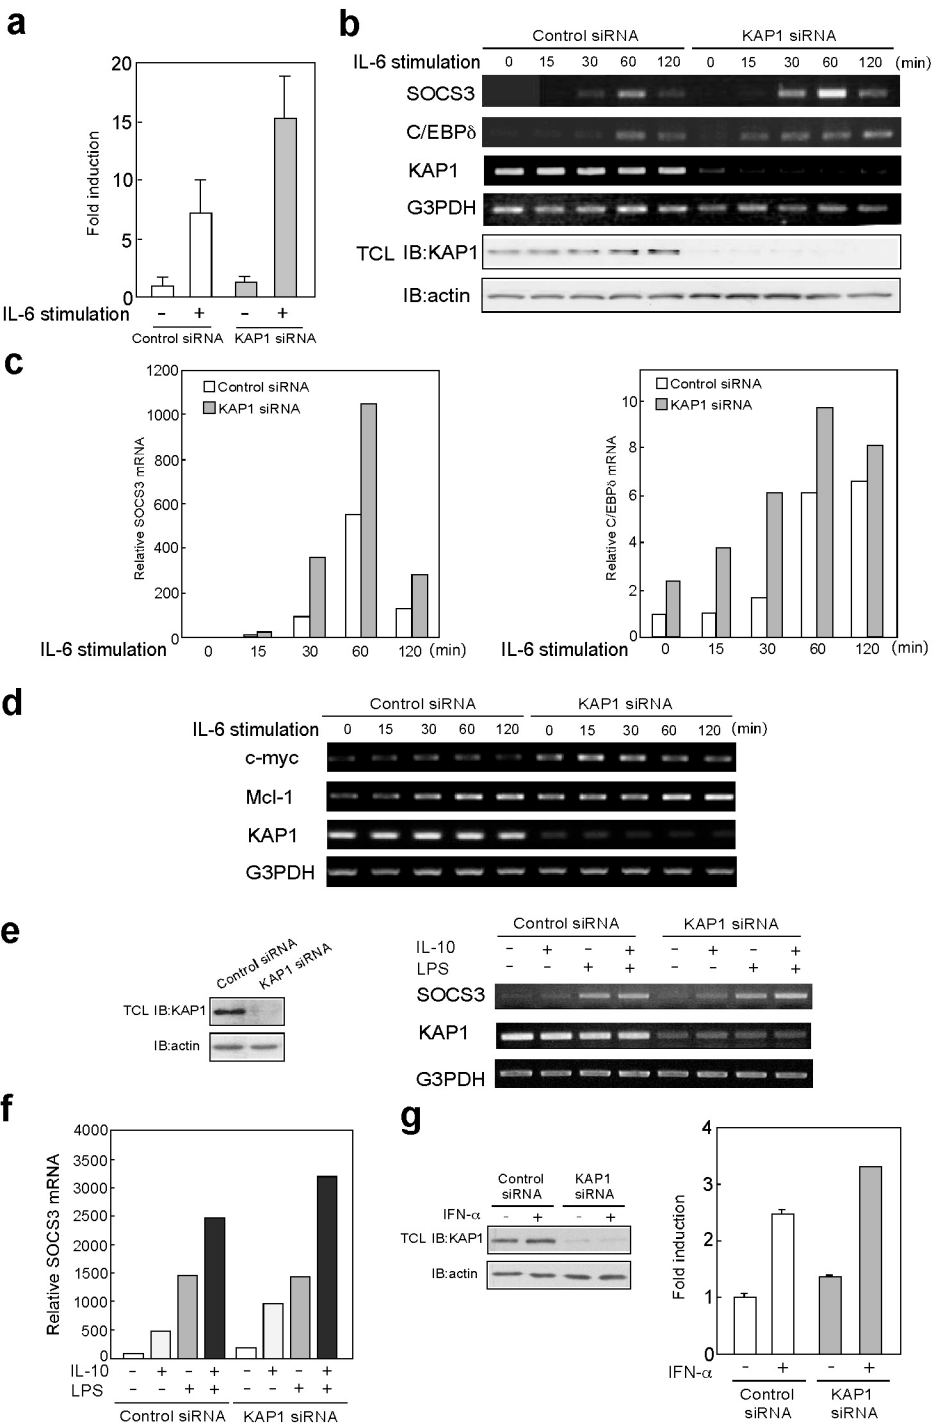 a
20
15
10
5
0
Fold induction
IL-6 stimulation - + - +
Control siRNA KAP1 siRNA
b
Control siRNA KAP1 siRNA
IL-6 stimulation 0 15 30 60 120 0 15 30 60 120 (min)
SOCS3
C/EBPδ
KAP1
G3PDH
TCL IB:KAP1
IB:actin
c
1200
1000
800
600
400
200
0
Relative SOCS3 mRNA
Control siRNA
KAP1 siRNA
IL-6 stimulation 0 15 30 60 120 (min)
10
8
6
4
2
0
Relative C/EBPδ mRNA
Control siRNA
KAP1 siRNA
IL-6 stimulation 0 15 30 60 120 (min)
d
Control siRNA KAP1 siRNA
IL-6 stimulation 0 15 30 60 120 0 15 30 60 120 (min)
c-myc
Mcl-1
KAP1
G3PDH
e
Control siRNA
KAP1 siRNA
TCL IB:KAP1
IB:actin
Control siRNA KAP1 siRNA
IL-10 - + - + - + - +
LPS - - + + - - + +
SOCS3
KAP1
G3PDH
f
4000
3500
3000
2500
2000
1500
1000
500
0
Relative SOCS3 mRNA
IL-10 - + - + - + - +
LPS - - + + - - + +
Control siRNA KAP1 siRNA
g
Control siRNA
KAP1 siRNA
IFN-α - + - +
TCL IB:KAP1
IB:actin
4
3
2
1
0
Fold induction
IFN-α - + - +
Control siRNA
KAP1 siRNA